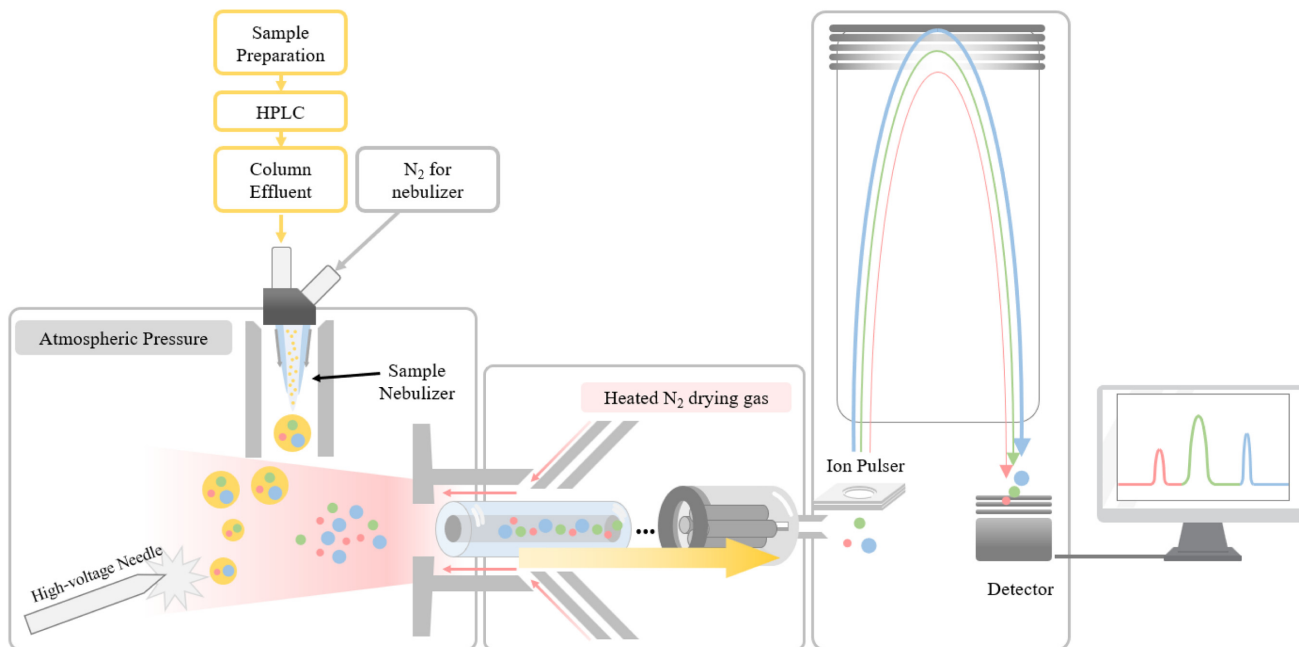 Sample
Preparation
HPLC
Column
Effluent
N₂ for
nebulizer
Atmospheric Pressure
Sample
Nebulizer
Heated N₂ drying gas
Ion Pulser
High-voltage Needle
Detector